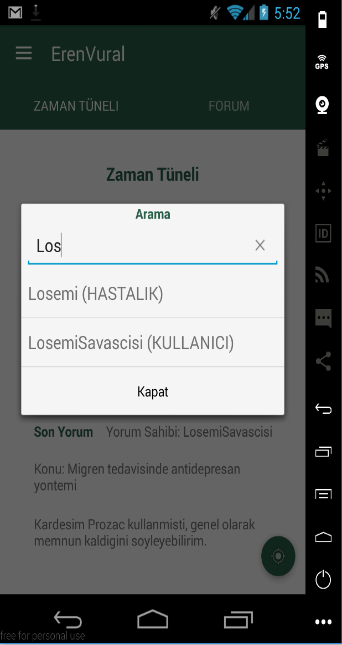 5:52
GPS
ErenVural
ZAMAN TÜNELİ
FORUM
Zaman Tüneli
Arama
Los
Losemi (HASTALIK)
ID
LosemiSavascisi (KULLANICI)
Kapat
Son Yorum Yorum Sahibi: LosemiSavascisi
Konu: Migren tedavisinde antidepresan
yontemi
Kardesim Prozac kullanmisti, genel olarak
memnun kaldigini soyleyebilirim.
free for personal use